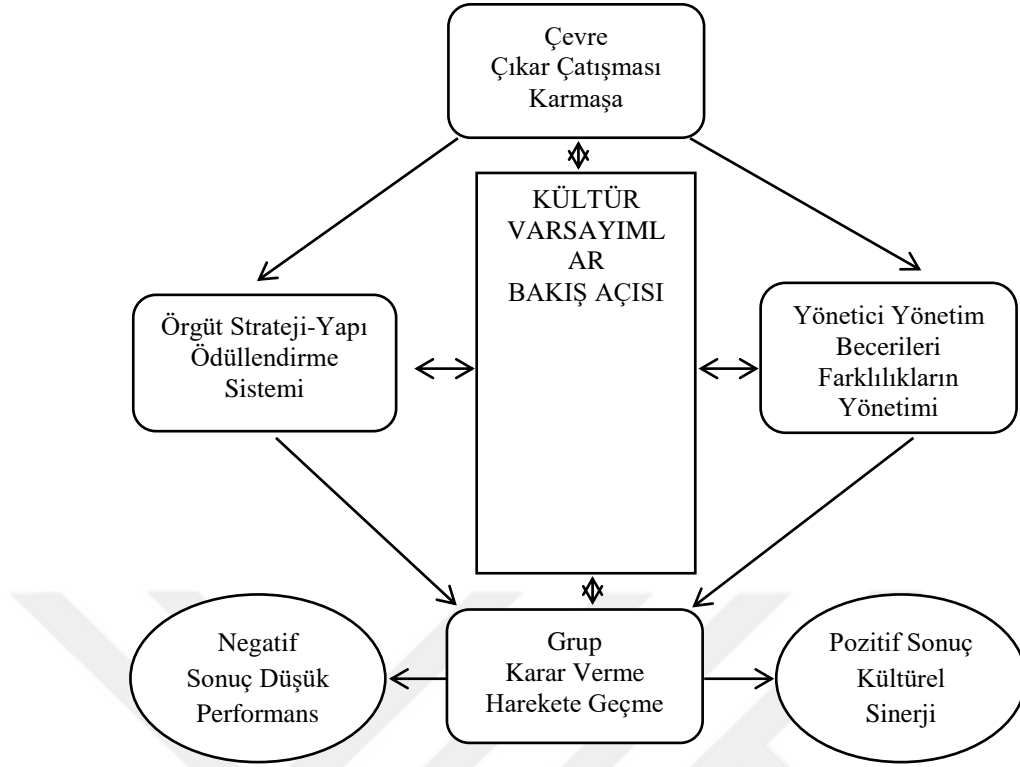 Çevre
Çıkar Çatışması
Karmaşa
KÜLTÜR
VARSAYIML
AR
BAKIŞ AÇISI
Örgüt Strateji-Yapı
Ödüllendirme
Sistemi
Yönetici Yönetim
Becerileri
Farklılıkların
Yönetimi
Negatif
Sonuç Düşük
Performans
Grup
Karar Verme
Harekete Geçme
Pozitif Sonuç
Kültürel
Sinerji